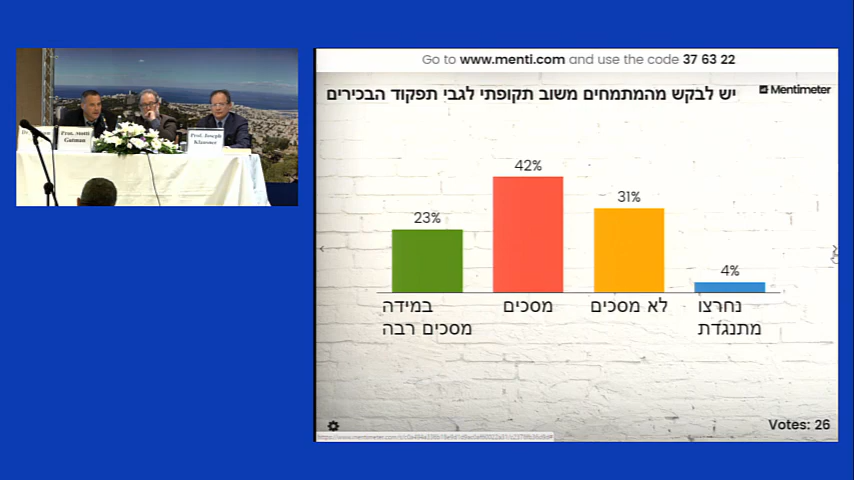 Go to www.menti.com and use the code 37 63 22
יש לבקש מהמתמחים משוב תקופתי לגבי תפקוד הבכירים
Mentimeter
23%
42%
31%
4%
במידה
מסכים רבה
מסכים
לא מסכים
נחרצו
מתנגדת
Votes: 26
Prof. Motti
Gutman
Prof. Joseph
Klausner